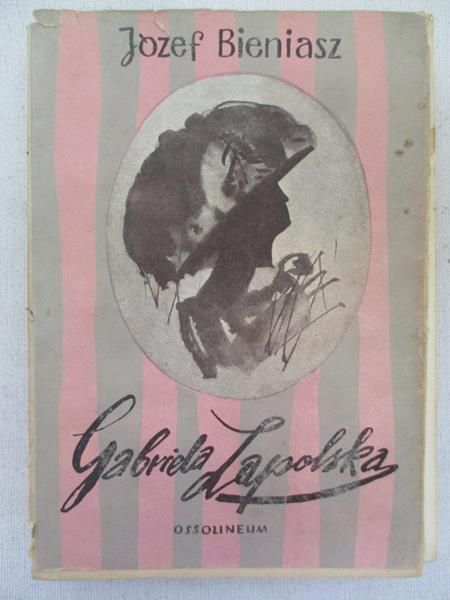 Józef Bieniasz
Gabriela Zapolska
OSSOLINEUM